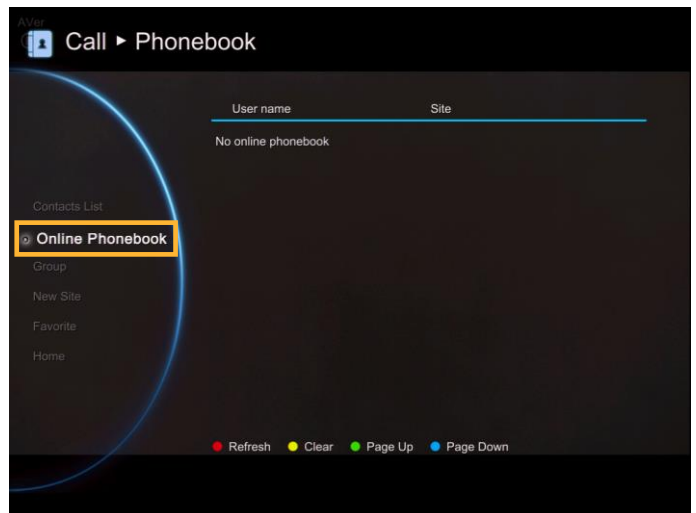 AVer
Call ▸ Phonebook
User name Site
No online phonebook
Contacts List
Online Phonebook
Group
New Site
Favorite
Home
Refresh Clear Page Up Page Down